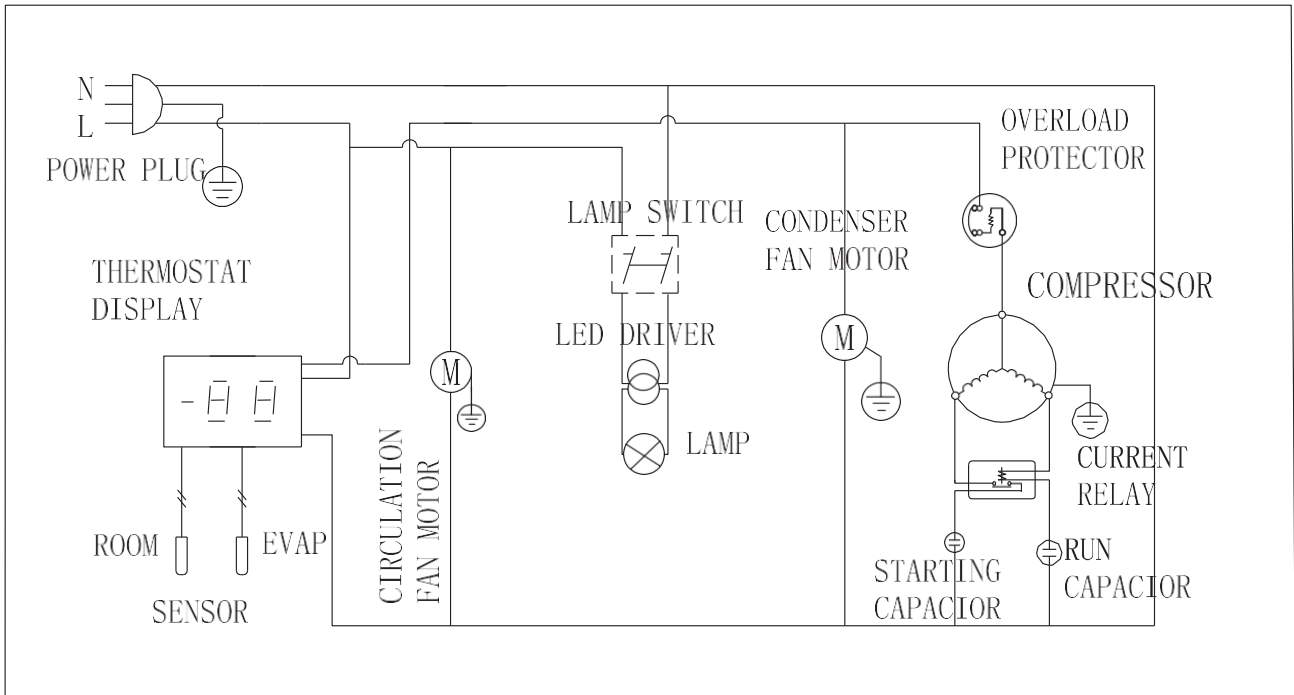 N
L
POWER PLUG
THERMOSTAT
DISPLAY
ROOM
EVAP
SENSOR
CIRCULATION
FAN MOTOR
M
LAMP SWITCH
LED DRIVER
LAMP
CONDENSER
FAN MOTOR
M
OVERLOAD
PROTECTOR
COMPRESSOR
CURRENT
RELAY
STARTING
CAPACIOR
RUN
CAPACIOR